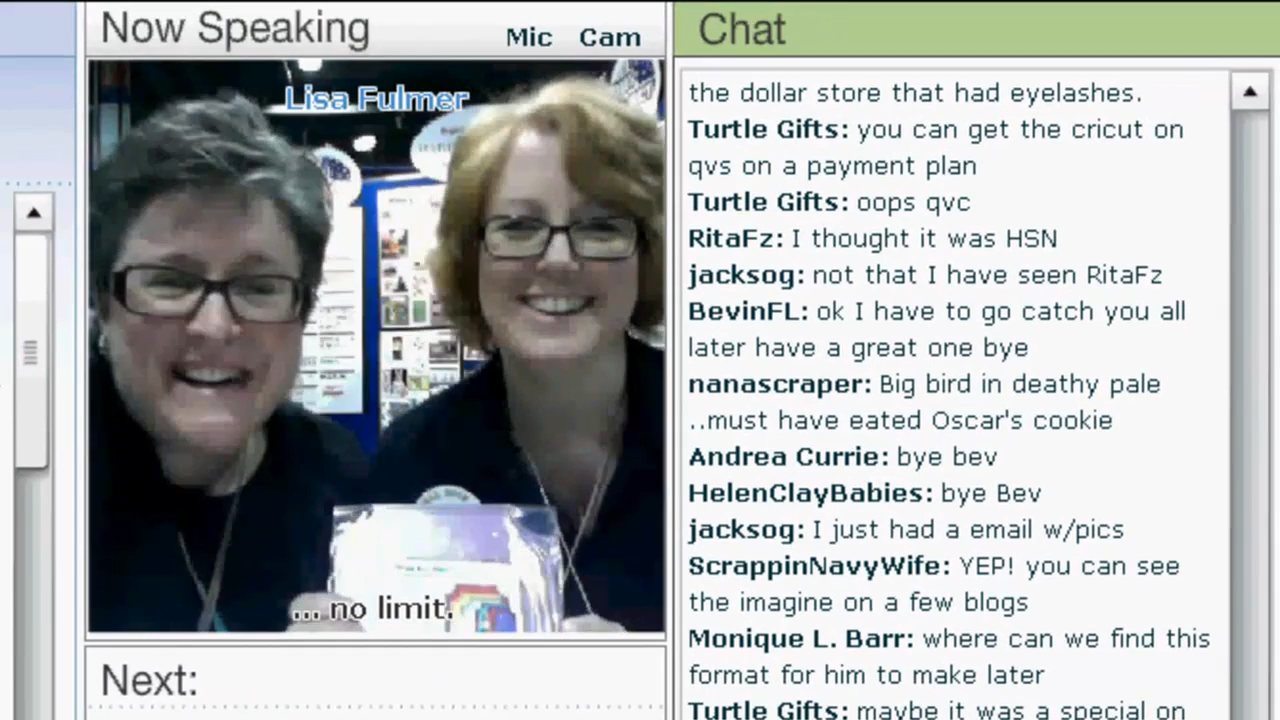 Now Speaking
Mic Cam
Lisa Fulmer
... no limit.
Next:
Chat
the dollar store that had eyelashes.
Turtle Gifts: you can get the cricut on
qvs on a payment plan
Turtle Gifts: oops qvc
RitaFz: I thought it was HSN
jacksog: not that I have seen RitaFz
BevinFL: ok I have to go catch you all
later have a great one bye
nanascraper: Big bird in deathy pale
..must have eated Oscar's cookie
Andrea Currie: bye bev
HelenClayBabies: bye Bev
jacksog: I just had a email w/pics
ScrappinNavyWife: YEP! you can see
the imagine on a few blogs
Monique L. Barr: where can we find this
format for him to make later
Turtle Gifts: maybe it was a special on